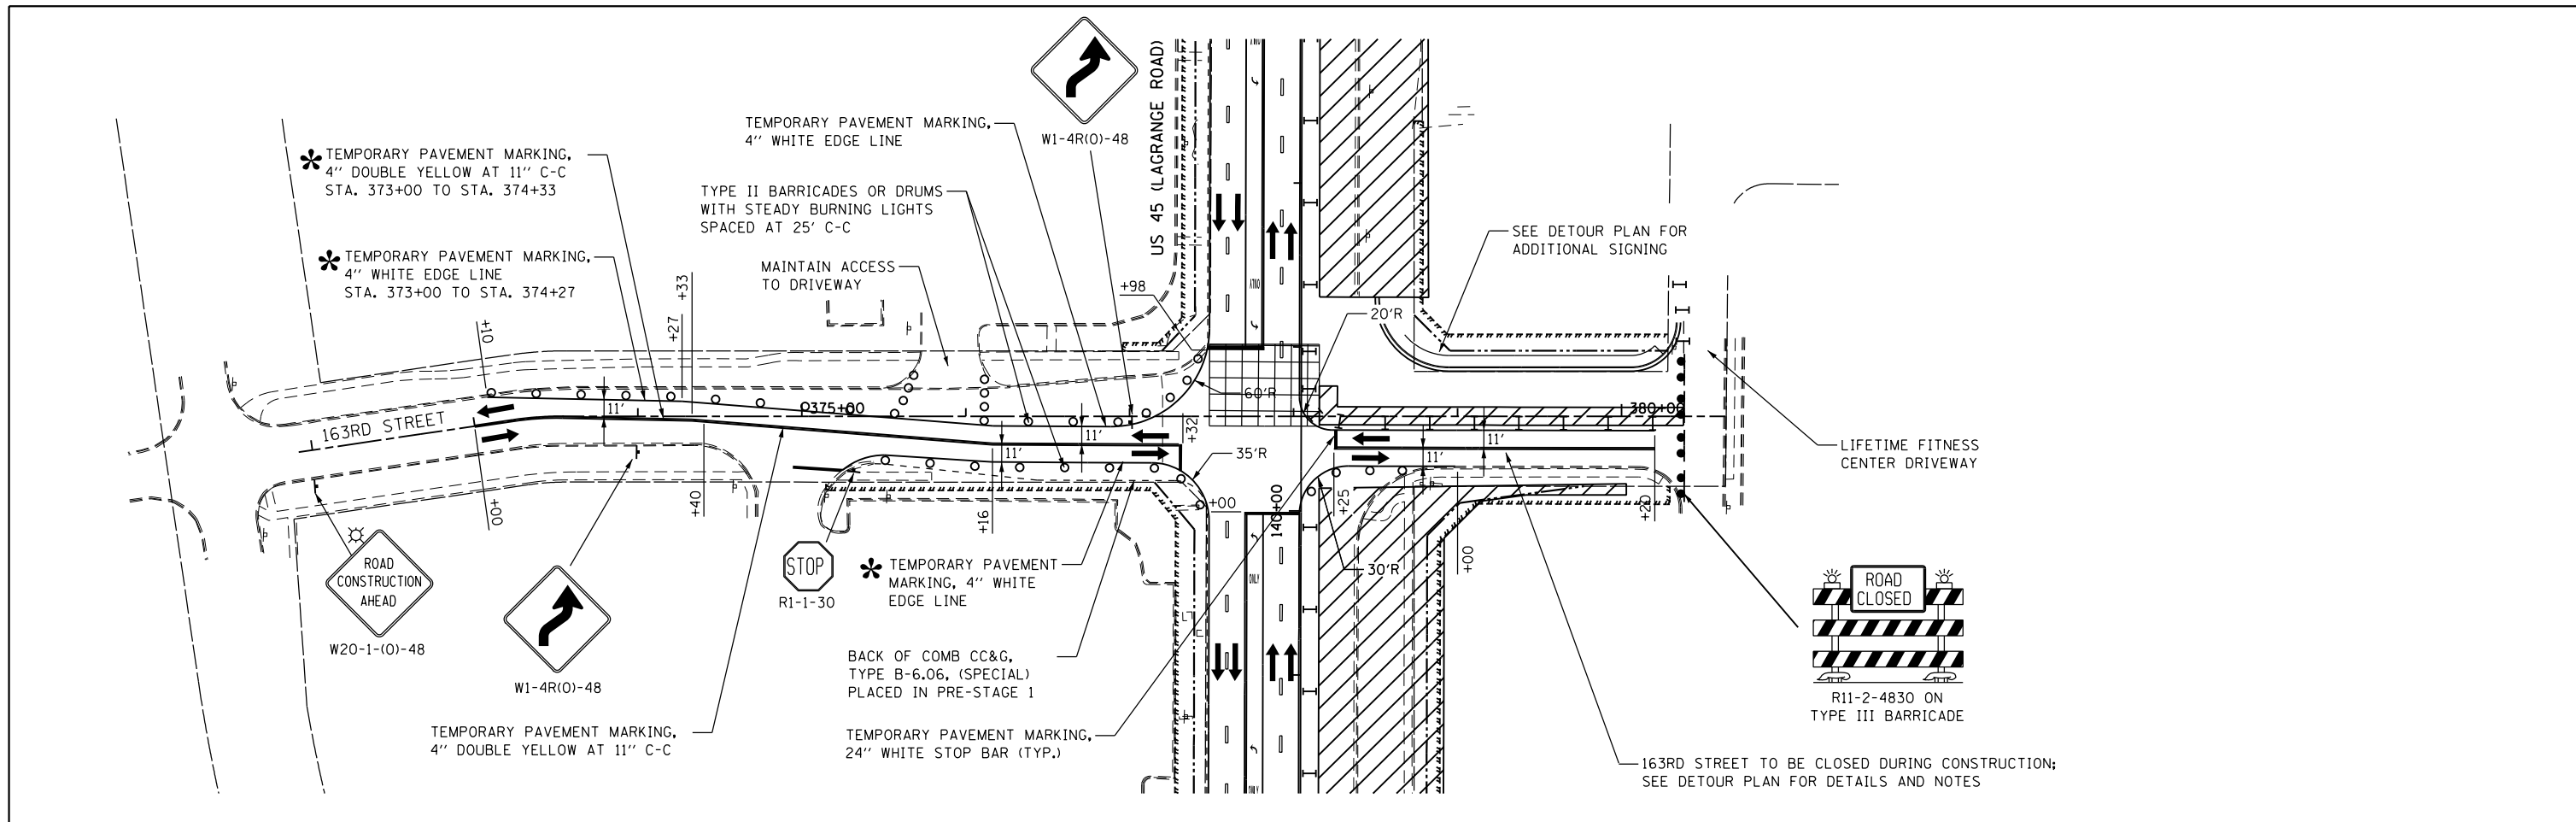 W1-4R(O)-48
US 45 (LAGRANGE ROAD)
TEMPORARY PAVEMENT MARKING,
4'' WHITE EDGE LINE
TEMPORARY PAVEMENT MARKING,
4'' DOUBLE YELLOW AT 11'' C-C
STA. 373+00 TO STA. 374+33
TYPE II BARRICADES OR DRUMS
WITH STEADY BURNING LIGHTS
SPACED AT 25' C-C
TEMPORARY PAVEMENT MARKING,
4'' WHITE EDGE LINE
STA. 373+00 TO STA. 374+27
MAINTAIN ACCESS
TO DRIVEWAY
SEE DETOUR PLAN FOR
ADDITIONAL SIGNING
ONLY
+98
20'R
+10
+27
+33
60'R
11'
375+00
380+00
163RD STREET
11'
11'
+32
11'
11'
35'R
LIFETIME FITNESS
CENTER DRIVEWAY
+00
+40
+16
+00
140+00
+25
+00
+20
30'R
ROAD
CONSTRUCTION
AHEAD
W20-1-(O)-48
W1-4R(O)-48
STOP
R1-1-30
TEMPORARY PAVEMENT
MARKING, 4'' WHITE
EDGE LINE
ONLY
ROAD
CLOSED
R11-2-4830 ON
TYPE III BARRICADE
BACK OF COMB CC&G,
TYPE B-6.06, (SPECIAL)
PLACED IN PRE-STAGE 1
TEMPORARY PAVEMENT MARKING,
4'' DOUBLE YELLOW AT 11'' C-C
TEMPORARY PAVEMENT MARKING,
24'' WHITE STOP BAR (TYP.)
163RD STREET TO BE CLOSED DURING CONSTRUCTION;
SEE DETOUR PLAN FOR DETAILS AND NOTES